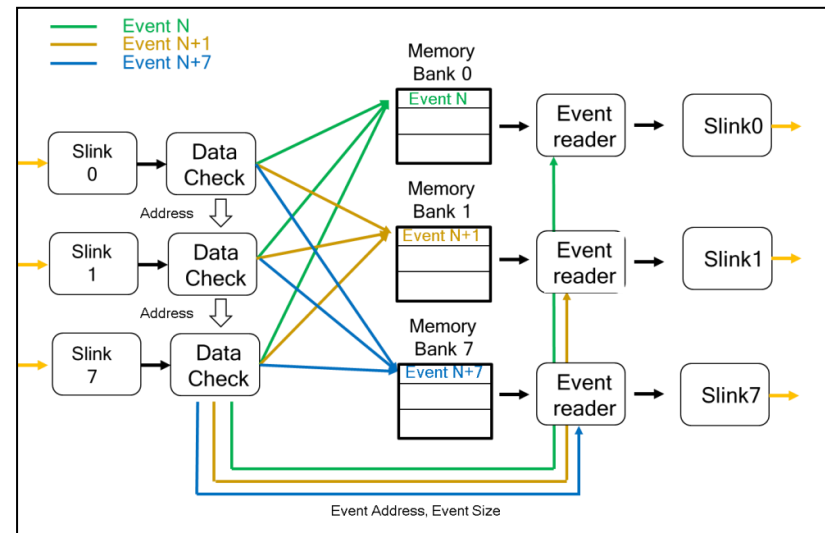 Event N
Event N+1
Event N+7
Memory
Bank 0
Event N
Event
reader
Slink0
Slink
0
Data
Check
Address
Memory
Bank 1
Event N+1
Slink
1
Data
Check
Event
reader
Slink1
Address
Memory
Bank 7
Event N+7
Slink
7
Data
Check
Event
reader
Slink7
Event Address, Event Size